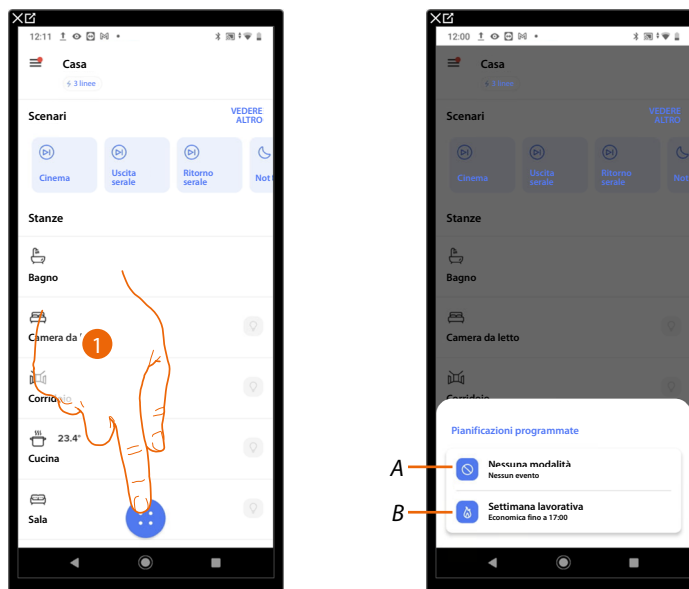 12:11
Casa
3 linee
Scenari
VEDERE
ALTRO
Cinema
Uscita
serale
Ritorno
serale
Not
Stanze
Bagno
Camera da
1
Corridoio
23.4°
Cucina
Sala
12:00
Casa
3 linee
Scenari
VEDERE
ALTRO
Cinema
Uscita
serale
Ritorno
serale
Not
Stanze
Bagno
Camera da letto
Corridoio
Pianificazioni programmate
A
Nessuna modalità
Nessun evento
B
Settimana lavorativa
Economica fino a 17:00